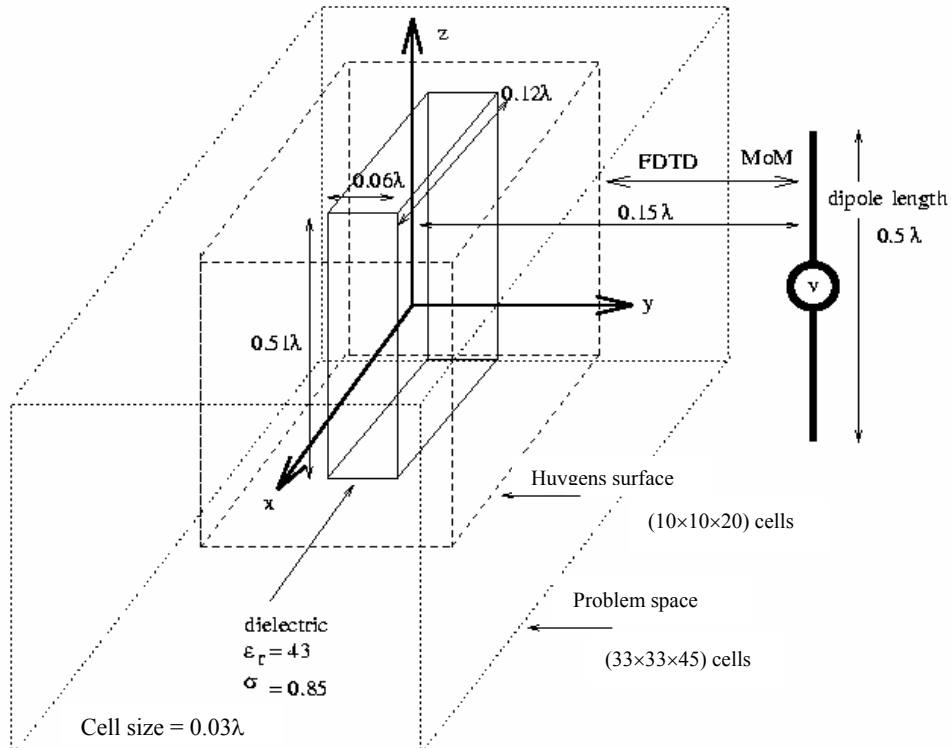 z
0.12λ
FDTD
MoM
0.06λ
0.15λ
dipole length
0.5 λ
v
y
0.51λ
x
Huygens surface
(10×10×20) cells
Problem space
(33×33×45) cells
dielectric
εr = 43
σ = 0.85
Cell size = 0.03λ